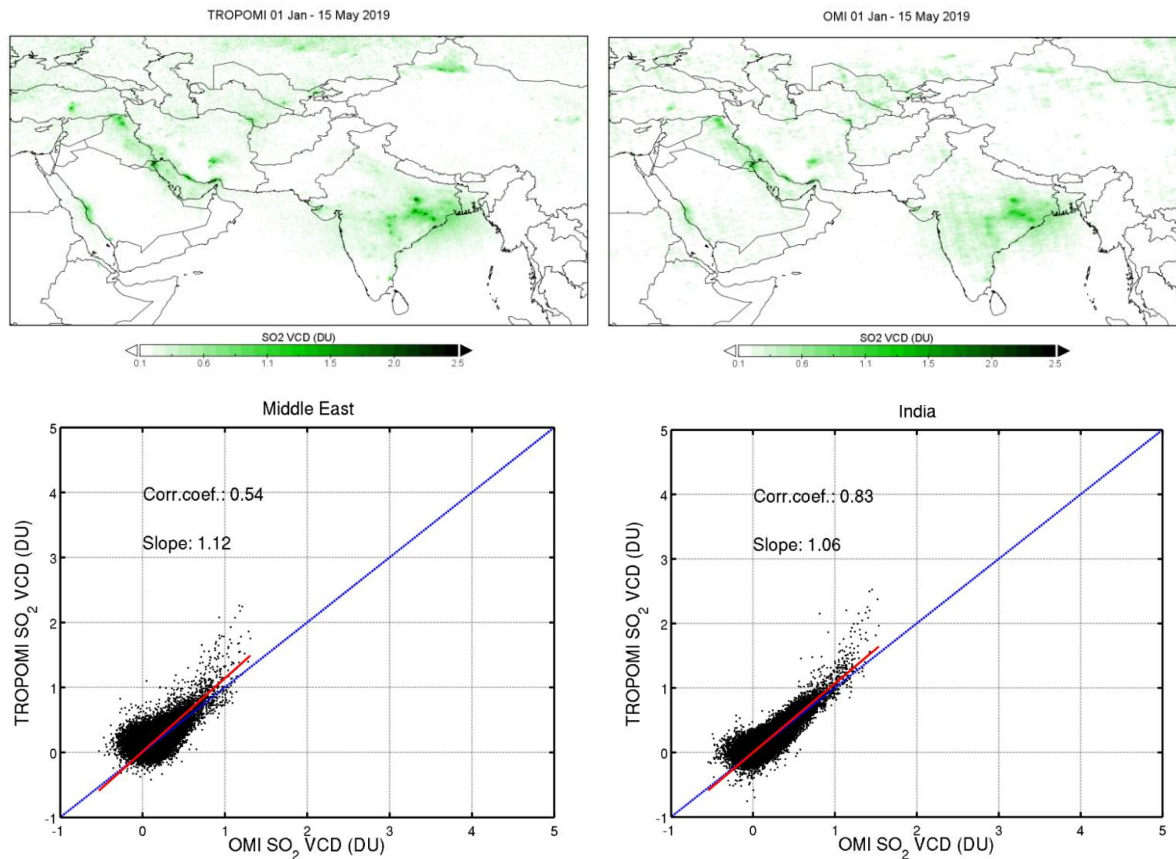 TROPOMI 01 Jan - 15 May 2019
OMI 01 Jan - 15 May 2019
SO2 VCD (DU)
0.1 0.6 1.1 1.5 2.0 2.5
SO2 VCD (DU)
0.1 0.6 1.1 1.5 2.0 2.5
Middle East
5
4
3
2
1
0
-1
TROPOMI SO2 VCD (DU)
Corr.coef.: 0.54
Slope: 1.12
-1 0 1 2 3 4 5
OMI SO2 VCD (DU)
India
5
4
3
2
1
0
-1
TROPOMI SO2 VCD (DU)
Corr.coef.: 0.83
Slope: 1.06
-1 0 1 2 3 4 5
OMI SO2 VCD (DU)